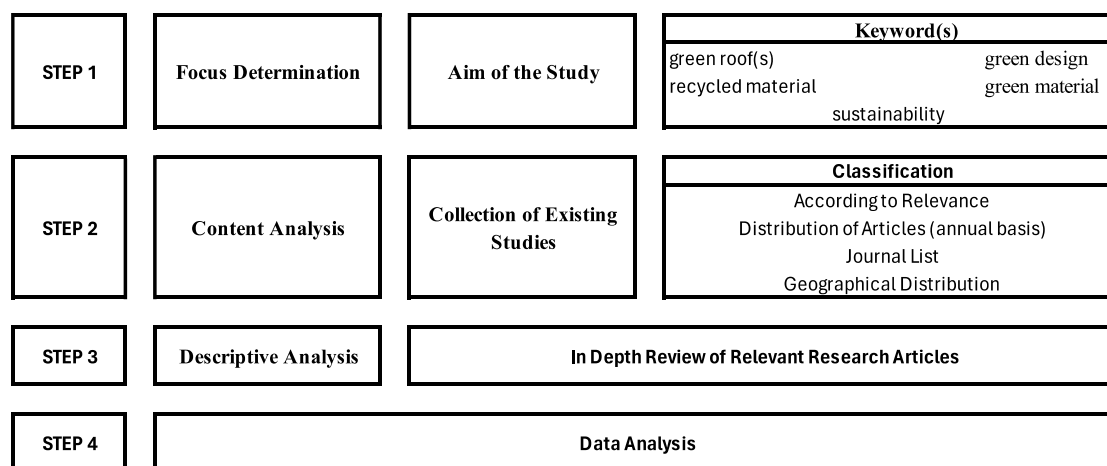 STEP 1
Focus Determination
Aim of the Study
Keyword(s)
green roof(s) green design
recycled material green material
sustainability
STEP 2
Content Analysis
Collection of Existing
Studies
Classification
According to Relevance
Distribution of Articles (annual basis)
Journal List
Geographical Distribution
STEP 3
Descriptive Analysis
In Depth Review of Relevant Research Articles
STEP 4
Data Analysis